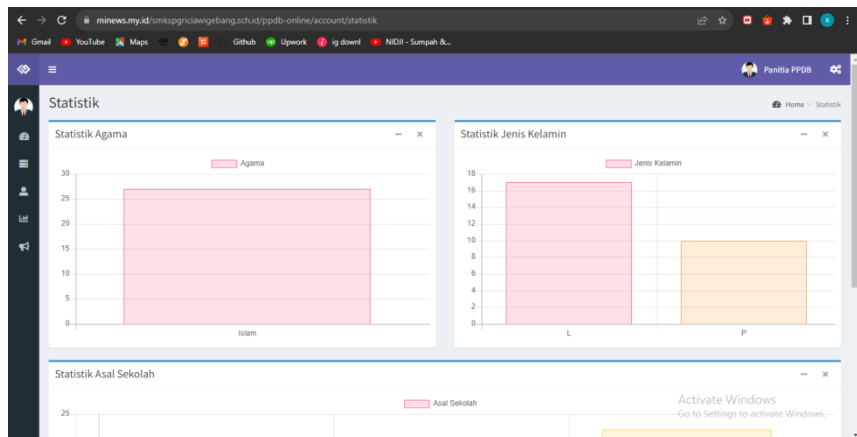 minews.my.id/smkspgriciawigebang.sch.id/ppdb-online/account/statistik
Gmail YouTube Maps Github Upwork ig downl NIDJI - Sumpah &...
Panitia PPDB
Statistik
Home > Statistik
Statistik Agama
Agama
30
25
20
15
10
5
0
Islam
Statistik Jenis Kelamin
Jenis Kelamin
18
16
14
12
10
8
6
4
2
0
L P
Statistik Asal Sekolah
Asal Sekolah
25
Activate Windows
Go to Settings to activate Windows.